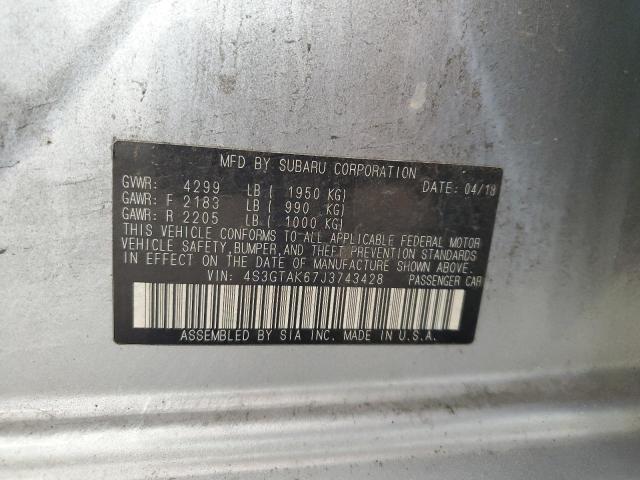 MFD BY SUBARU CORPORATION
GVWR: 4299 LB ( 1950 KG) DATE: 04/18
GAWR: F 2183 LB ( 990 KG)
GAWR: R 2205 LB ( 1000 KG)
THIS VEHICLE CONFORMS TO ALL APPLICABLE FEDERAL MOTOR
VEHICLE SAFETY, BUMPER, AND THEFT PREVENTION STANDARDS
IN EFFECT ON THE DATE OF MANUFACTURE SHOWN ABOVE.
VIN: 4S3GTAK67J3743428 PASSENGER CAR
ASSEMBLED BY SIA INC. MADE IN U.S.A.